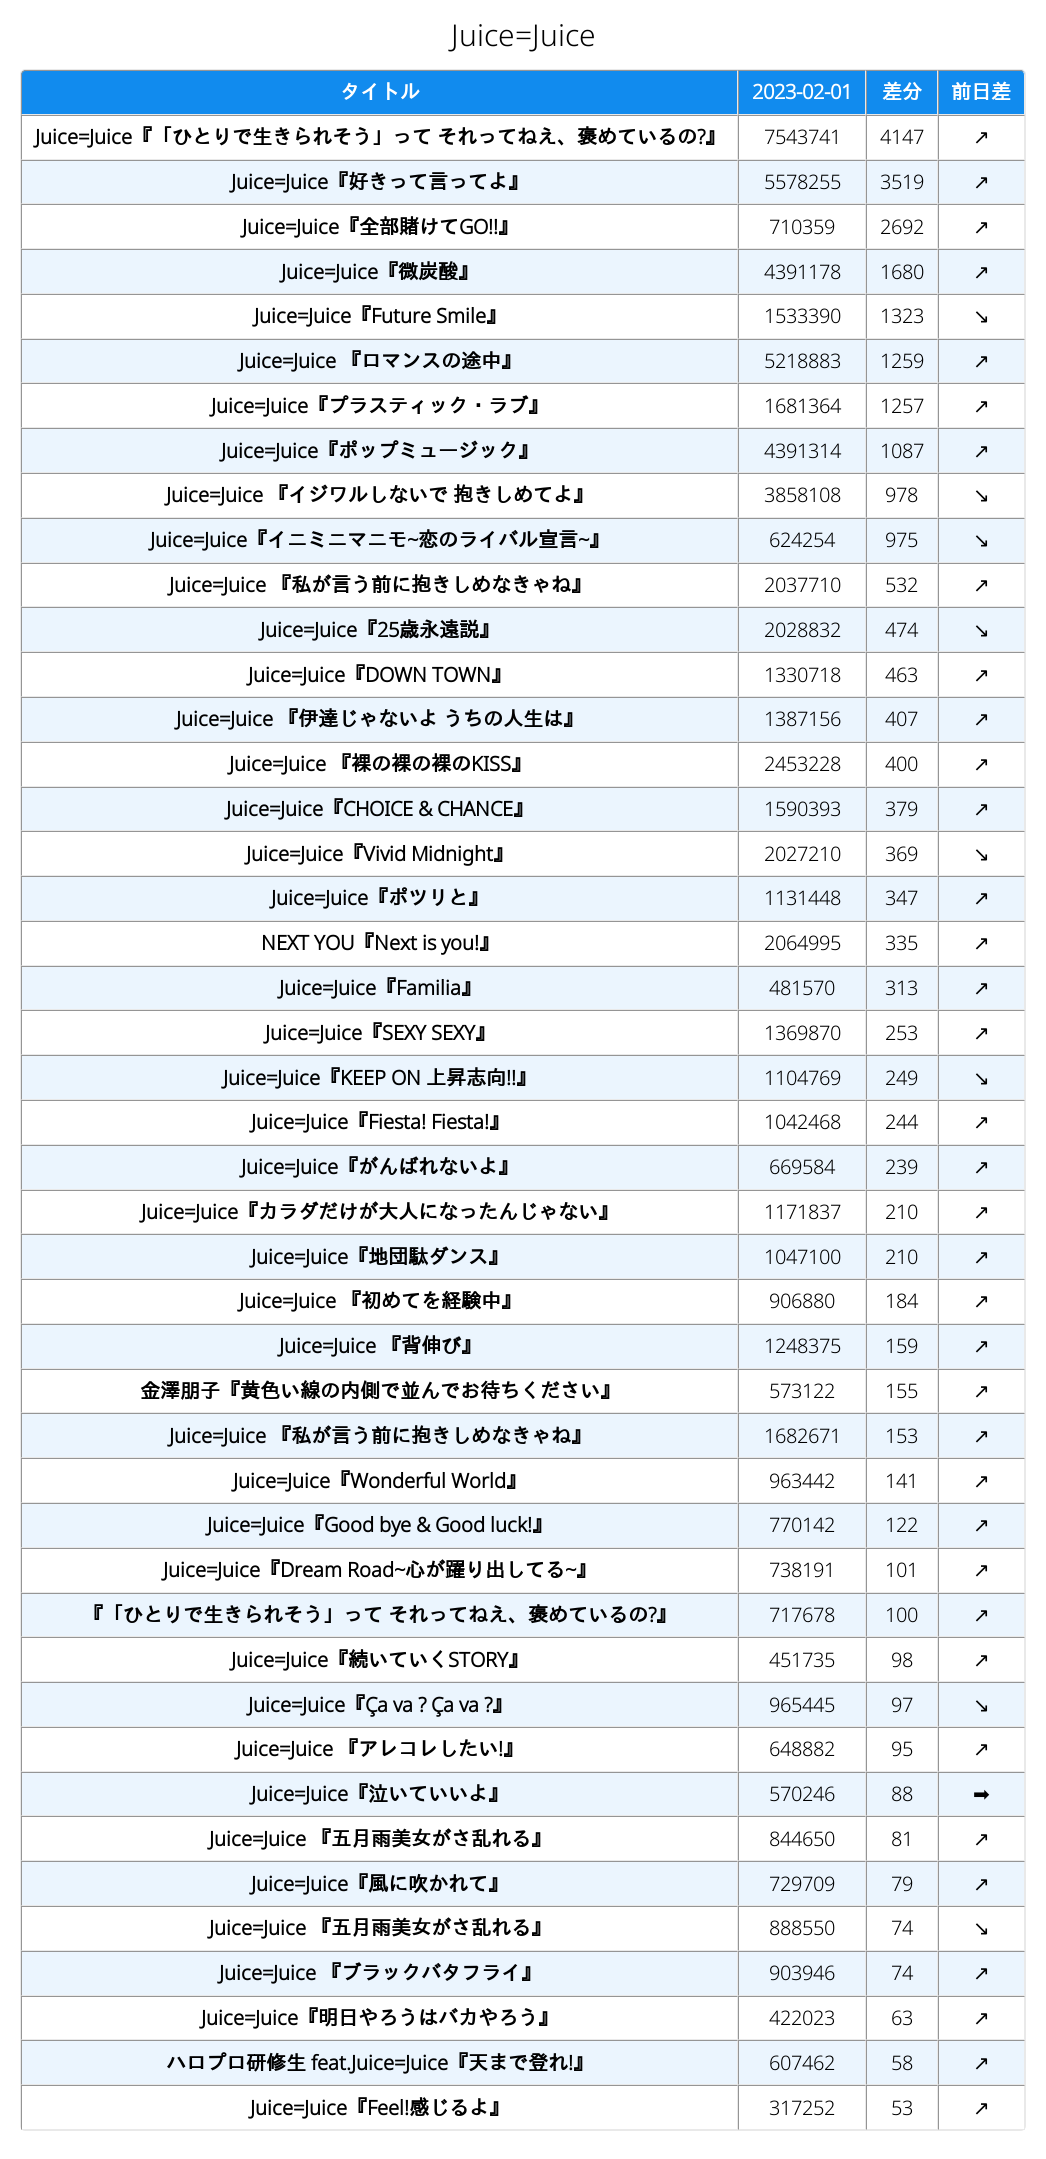 Juice=Juice
タイトル 2023-02-01 差分 前日差
Juice=Juice『「ひとりで生きられそう」って それってねえ、褒めているの?』 7543741 4147 ↗
Juice=Juice『好きって言ってよ』 5578255 3519 ↗
Juice=Juice『全部賭けてGO!!』 710359 2692 ↗
Juice=Juice『微炭酸』 4391178 1680 ↗
Juice=Juice『Future Smile』 1533390 1323 ↘
Juice=Juice 『ロマンスの途中』 5218883 1259 ↗
Juice=Juice『プラスティック・ラブ』 1681364 1257 ↗
Juice=Juice『ポップミュージック』 4391314 1087 ↗
Juice=Juice 『イジワルしないで 抱きしめてよ』 3858108 978 ↘
Juice=Juice『イニミニマニモ~恋のライバル宣言~』 624254 975 ↘
Juice=Juice 『私が言う前に抱きしめなきゃね』 2037710 532 ↗
Juice=Juice『25歳永遠説』 2028832 474 ↘
Juice=Juice『DOWN TOWN』 1330718 463 ↗
Juice=Juice 『伊達じゃないよ うちの人生は』 1387156 407 ↗
Juice=Juice 『裸の裸の裸のKISS』 2453228 400 ↗
Juice=Juice『CHOICE & CHANCE』 1590393 379 ↗
Juice=Juice『Vivid Midnight』 2027210 369 ↘
Juice=Juice『ポツリと』 1131448 347 ↗
NEXT YOU『Next is you!』 2064995 335 ↗
Juice=Juice『Familia』 481570 313 ↗
Juice=Juice『SEXY SEXY』 1369870 253 ↗
Juice=Juice『KEEP ON 上昇志向!!』 1104769 249 ↘
Juice=Juice『Fiesta! Fiesta!』 1042468 244 ↗
Juice=Juice『がんばれないよ』 669584 239 ↗
Juice=Juice『カラダだけが大人になったんじゃない』 1171837 210 ↗
Juice=Juice『地団駄ダンス』 1047100 210 ↗
Juice=Juice 『初めてを経験中』 906880 184 ↗
Juice=Juice 『背伸び』 1248375 159 ↗
金澤朋子『黄色い線の内側で並んでお待ちください』 573122 155 ↗
Juice=Juice 『私が言う前に抱きしめなきゃね』 1682671 153 ↗
Juice=Juice『Wonderful World』 963442 141 ↗
Juice=Juice『Good bye & Good luck!』 770142 122 ↗
Juice=Juice『Dream Road~心が躍り出してる~』 738191 101 ↗
『「ひとりで生きられそう」って それってねえ、褒めているの?』 717678 100 ↗
Juice=Juice『続いていくSTORY』 451735 98 ↗
Juice=Juice『Ça va ? Ça va ?』 965445 97 ↘
Juice=Juice 『アレコレしたい!』 648882 95 ↗
Juice=Juice『泣いていいよ』 570246 88 ➡
Juice=Juice 『五月雨美女がさ乱れる』 844650 81 ↗
Juice=Juice『風に吹かれて』 729709 79 ↗
Juice=Juice 『五月雨美女がさ乱れる』 888550 74 ↘
Juice=Juice 『ブラックバタフライ』 903946 74 ↗
Juice=Juice『明日やろうはバカやろう』 422023 63 ↗
ハロプロ研修生 feat.Juice=Juice『天まで登れ!』 607462 58 ↗
Juice=Juice『Feel!感じるよ』 317252 53 ↗